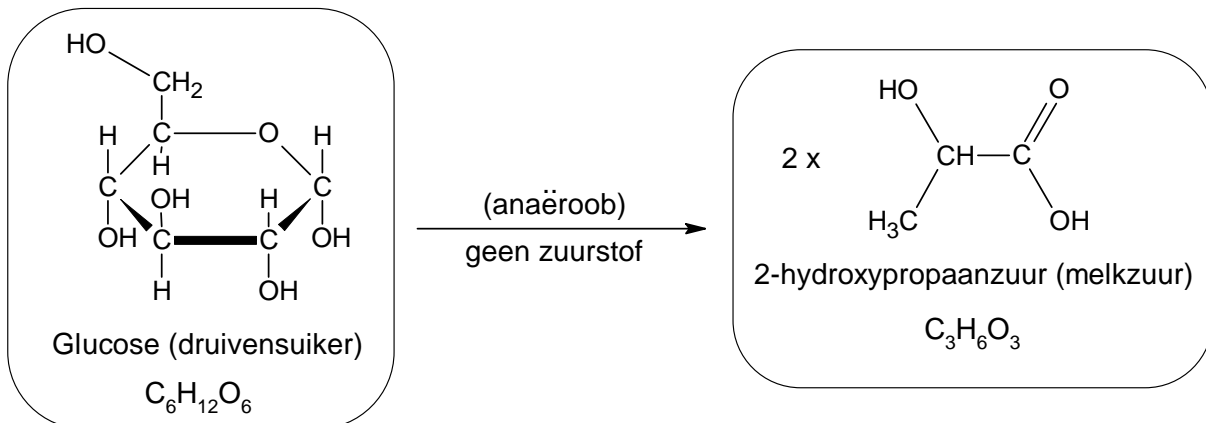 HO
CH₂
H
C
O
H
H
C
OH
H
C
C
OH
C
C
OH
H
OH
Glucose (druivensuiker)
C₆H₁₂O₆
(anaëroob)
geen zuurstof
2 x
HO
O
CH
C
H₃C
OH
2-hydroxypropaanzuur (melkzuur)
C₃H₆O₃